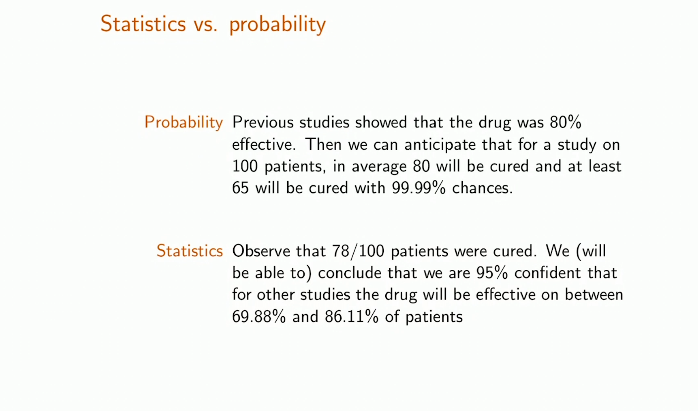 Statistics vs. probability
Probability Previous studies showed that the drug was 80%
effective. Then we can anticipate that for a study on
100 patients, in average 80 will be cured and at least
65 will be cured with 99.99% chances.
Statistics Observe that 78/100 patients were cured. We (will
be able to) conclude that we are 95% confident that
for other studies the drug will be effective on between
69.88% and 86.11% of patients